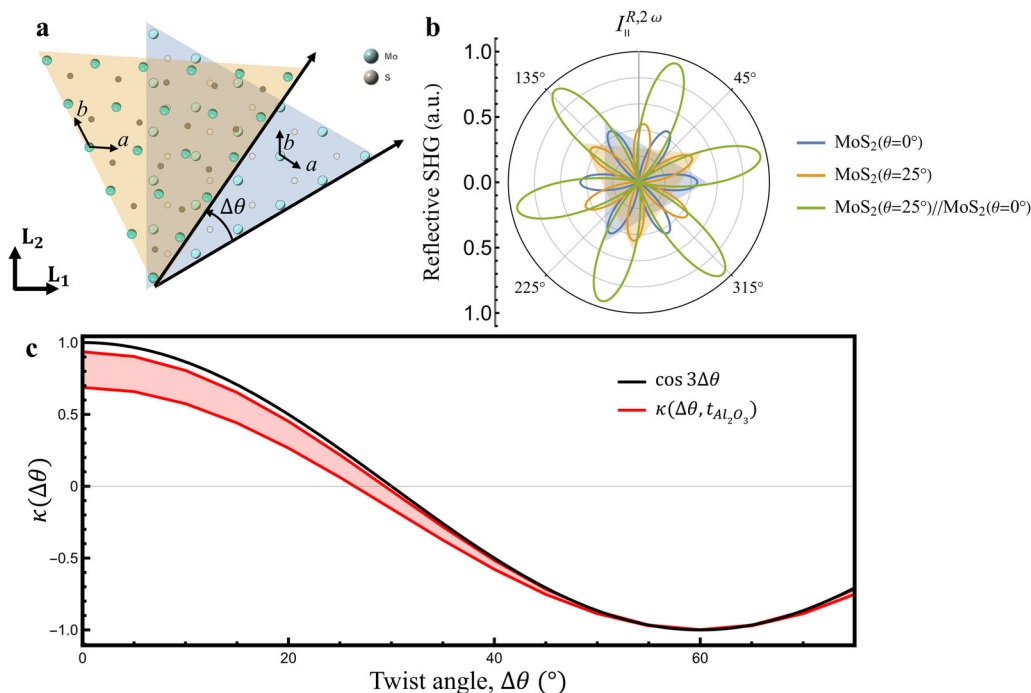 a
Mo
S
b
a
b
a
Δθ
L₂
L₁
b
I∥^{R,2 ω}
Reflective SHG (a.u.)
1.0
0.5
0.0
0.5
1.0
135°
45°
225°
315°
MoS₂(θ=0°)
MoS₂(θ=25°)
MoS₂(θ=25°)//MoS₂(θ=0°)
c
κ(Δθ)
1.0
0.5
0
−0.5
−1.0
cos 3Δθ
κ(Δθ, t_{Al₂O₃})
0
20
40
60
Twist angle, Δθ (°)